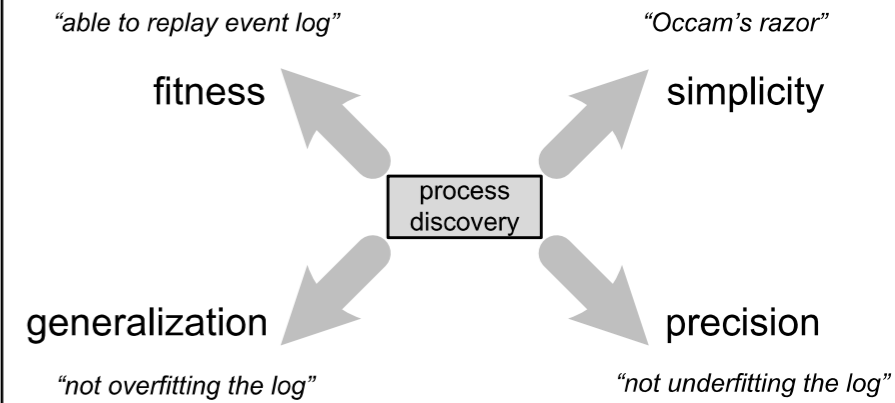 “able to replay event log”
“Occam’s razor”
fitness
simplicity
process
discovery
generalization
precision
“not overfitting the log”
“not underfitting the log”